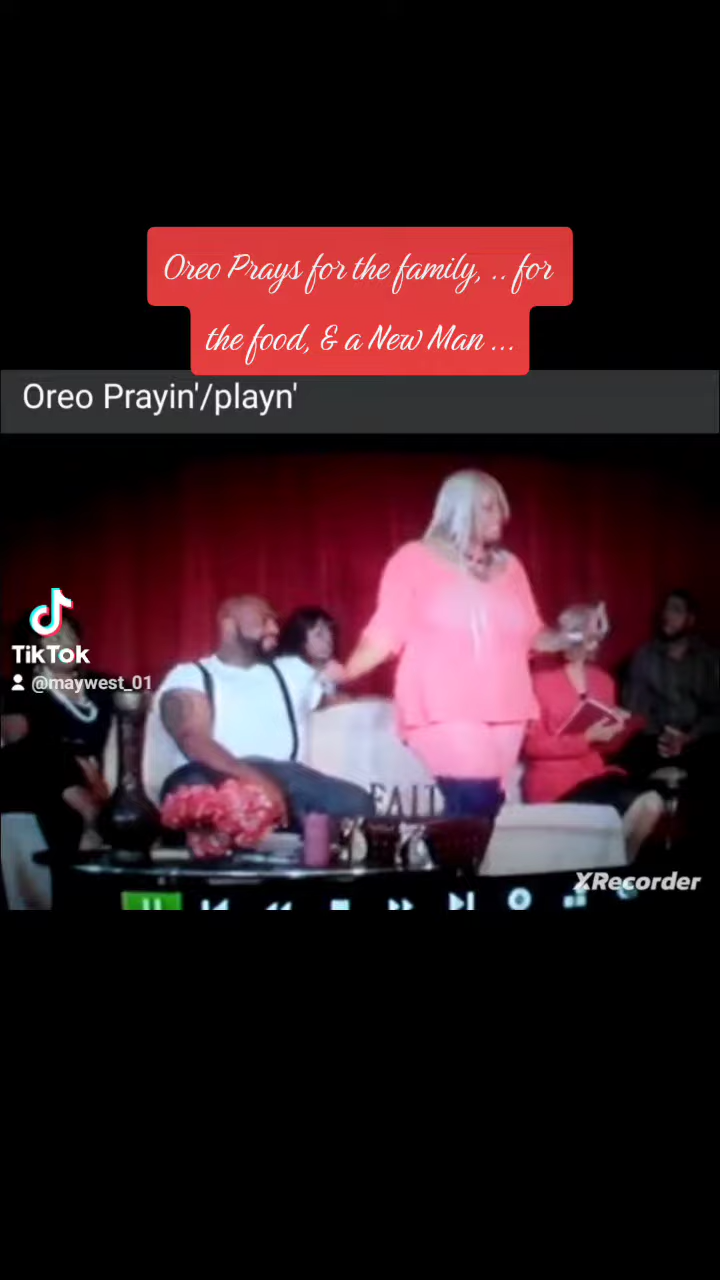 Oreo Prays for the family, .. for
the food, & a New Man ...
Oreo Prayin'/playn'
TikTok
@maywest_01
XRecorder